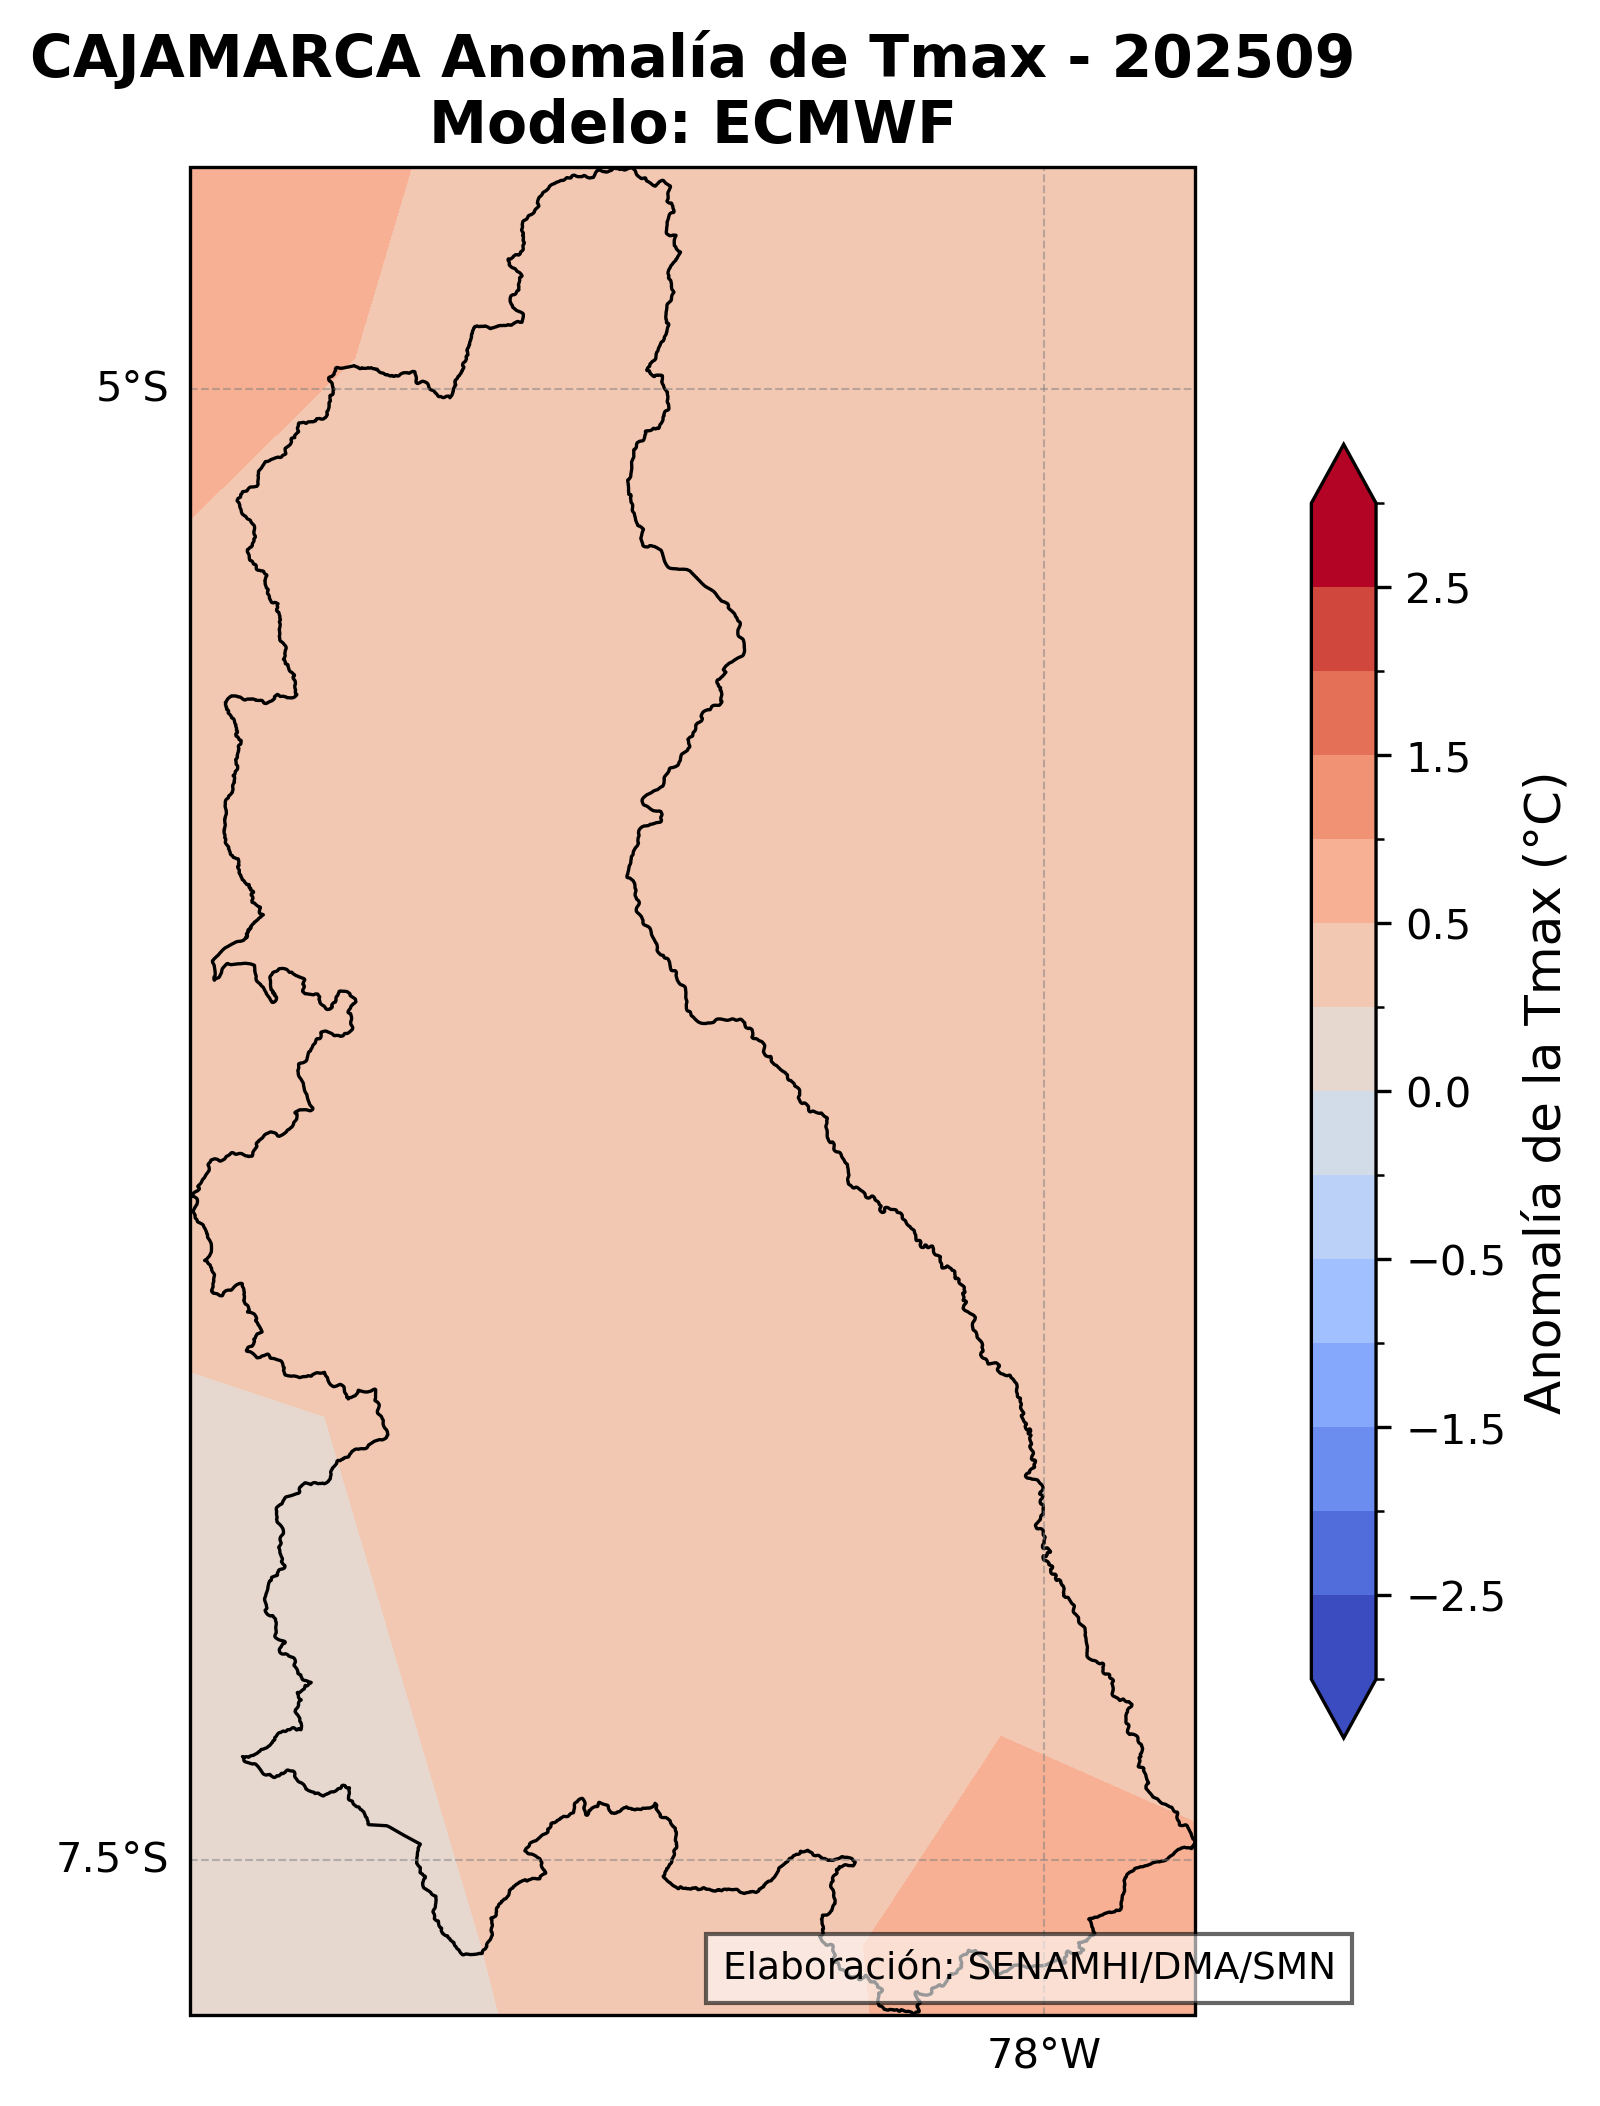 CAJAMARCA Anomalía de Tmax - 202509
Modelo: ECMWF
5°S
7.5°S
78°W
2.5
1.5
0.5
0.0
−0.5
−1.5
−2.5
Anomalía de la Tmax (°C)
Elaboración: SENAMHI/DMA/SMN